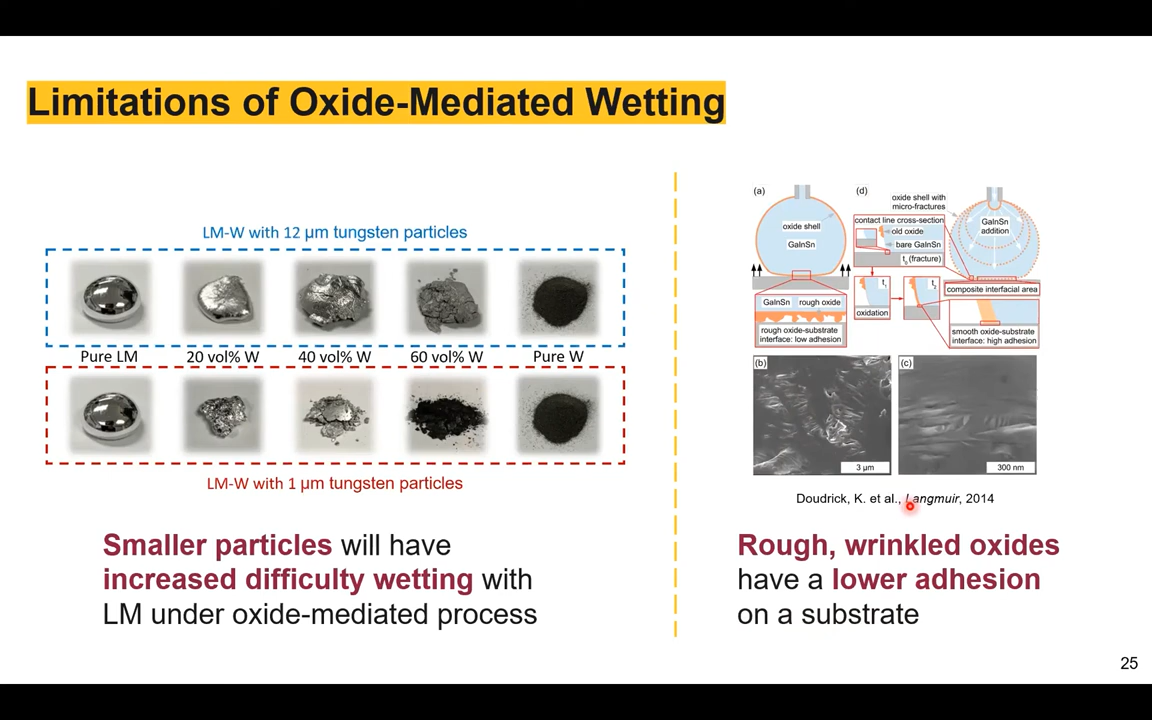 Limitations of Oxide-Mediated Wetting
LM-W with 12 µm tungsten particles
Pure LM
20 vol% W
40 vol% W
60 vol% W
Pure W
LM-W with 1 µm tungsten particles
Smaller particles will have
increased difficulty wetting with
LM under oxide-mediated process
(a)
oxide shell
GaInSn
GaInSn
rough oxide
rough oxide-substrate
interface: low adhesion
(d)
oxide shell with
micro-fractures
contact line cross-section
old oxide
bare GaInSn
t₀ (fracture)
t₁
oxidation
t₂
GaInSn
addition
composite interfacial area
smooth oxide-substrate
interface: high adhesion
(b)
3 µm
(c)
300 nm
Doudrick, K. et al., Langmuir, 2014
Rough, wrinkled oxides
have a lower adhesion
on a substrate
25